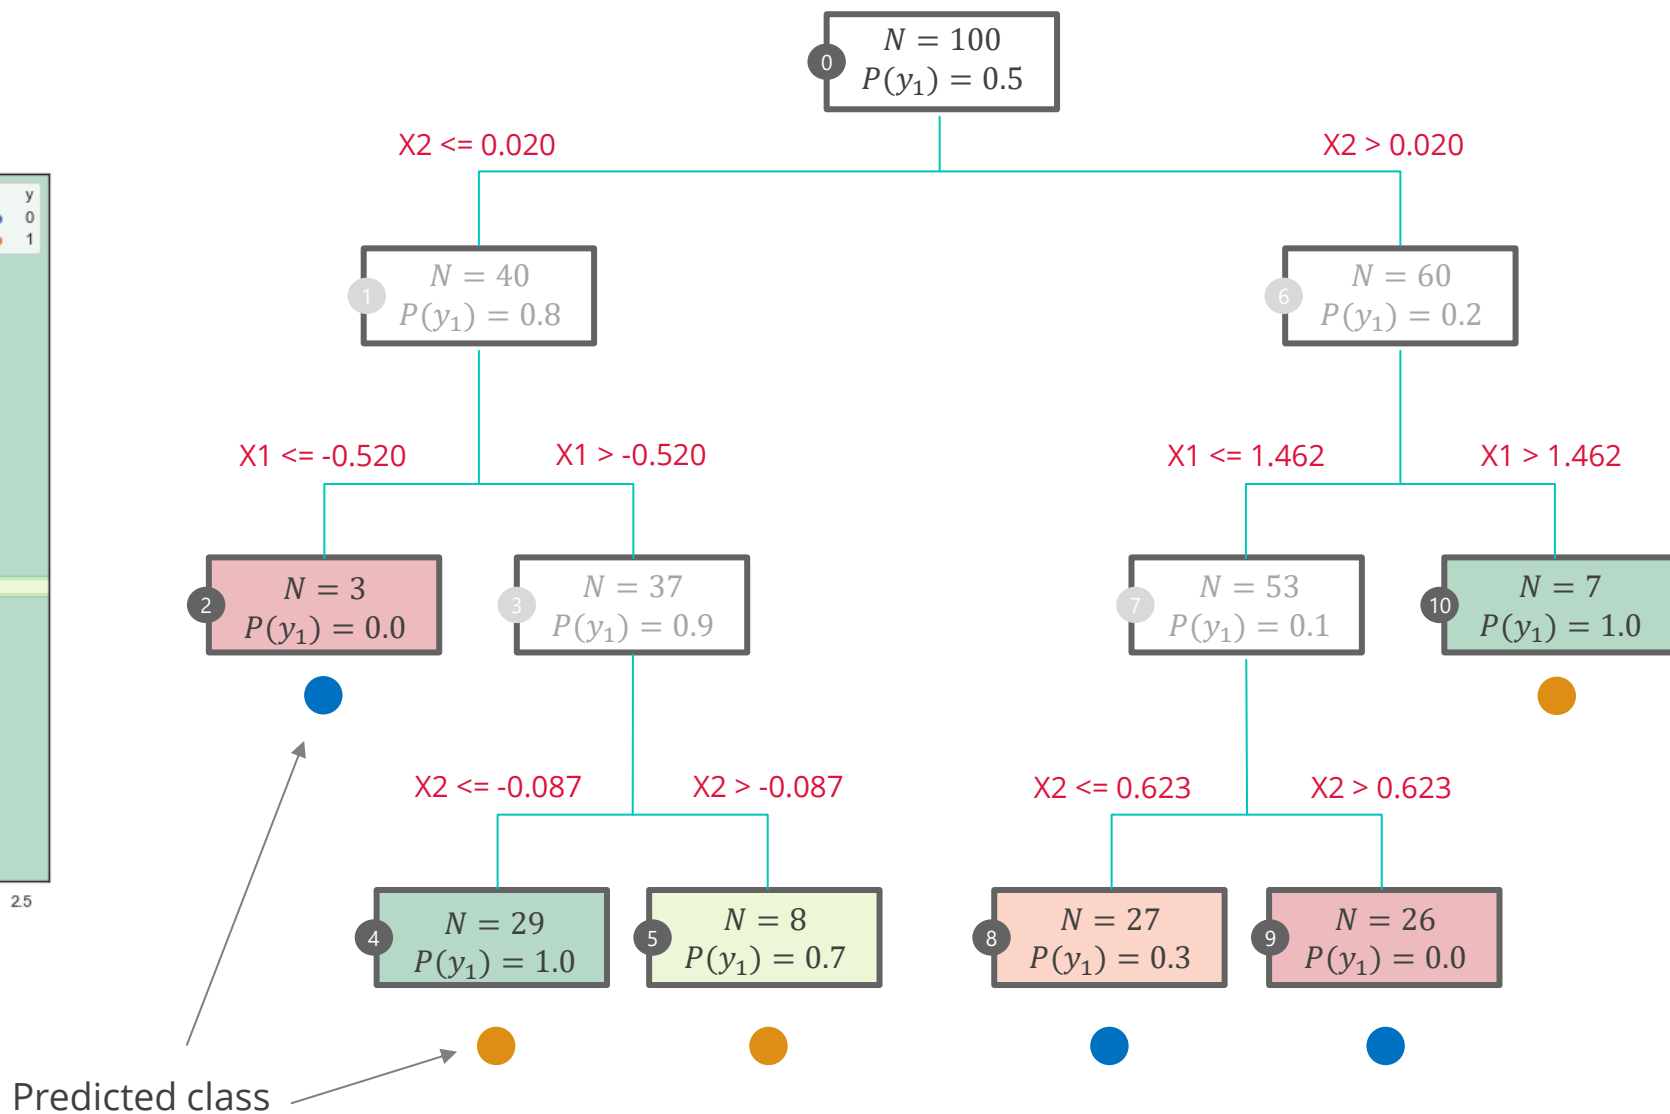 0
N = 100
P(y₁) = 0.5
X2 <= 0.020
X2 > 0.020
y
0
1
1
N = 40
P(y₁) = 0.8
6
N = 60
P(y₁) = 0.2
X1 <= -0.520
X1 > -0.520
X1 <= 1.462
X1 > 1.462
2
N = 3
P(y₁) = 0.0
3
N = 37
P(y₁) = 0.9
7
N = 53
P(y₁) = 0.1
10
N = 7
P(y₁) = 1.0
X2 <= -0.087
X2 > -0.087
X2 <= 0.623
X2 > 0.623
2.5
4
N = 29
P(y₁) = 1.0
5
N = 8
P(y₁) = 0.7
8
N = 27
P(y₁) = 0.3
9
N = 26
P(y₁) = 0.0
Predicted class